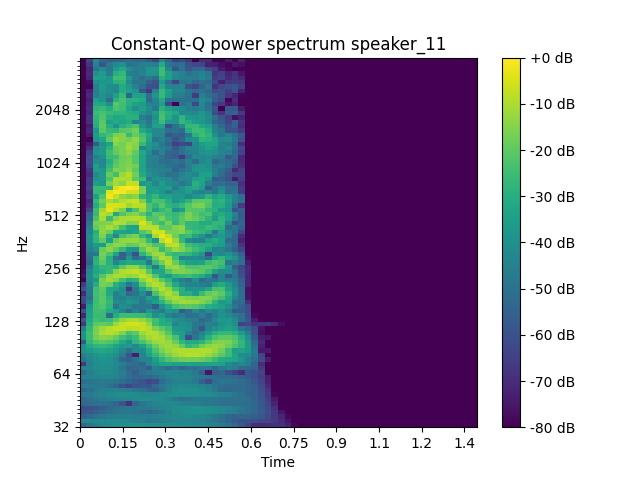 Constant-Q power spectrum speaker_11
Hz
2048
1024
512
256
128
64
32
0 0.15 0.3 0.45 0.6 0.75 0.9 1.1 1.2 1.4
Time
+0 dB
-10 dB
-20 dB
-30 dB
-40 dB
-50 dB
-60 dB
-70 dB
-80 dB